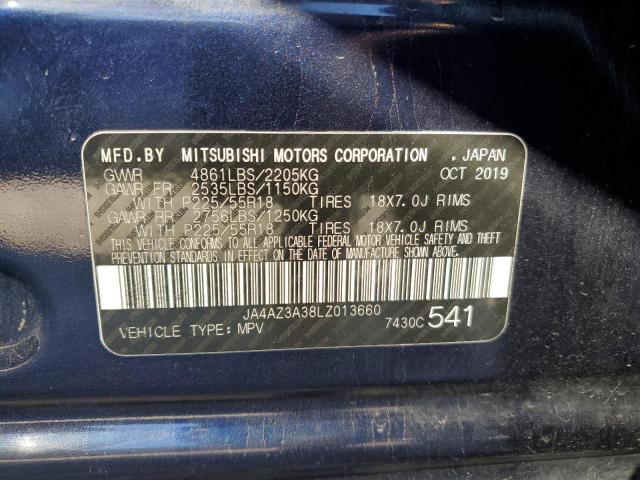 MFD.BY MITSUBISHI MOTORS CORPORATION . JAPAN
GVWR 4861LBS/2205KG OCT 2019
GAWR FR 2535LBS/1150KG
WITH P225/55R18 TIRES 18X7.0J RIMS
GAWR RR 2756LBS/1250KG
WITH P225/55R18 TIRES 18X7.0J RIMS
THIS VEHICLE CONFORMS TO ALL APPLICABLE FEDERAL MOTOR VEHICLE SAFETY AND THEFT
PREVENTION STANDARDS IN EFFECT ON THE DATE OF MANUFACTURE SHOWN ABOVE.
JA4AZ3A38LZ013660
VEHICLE TYPE: MPV 7430C 541